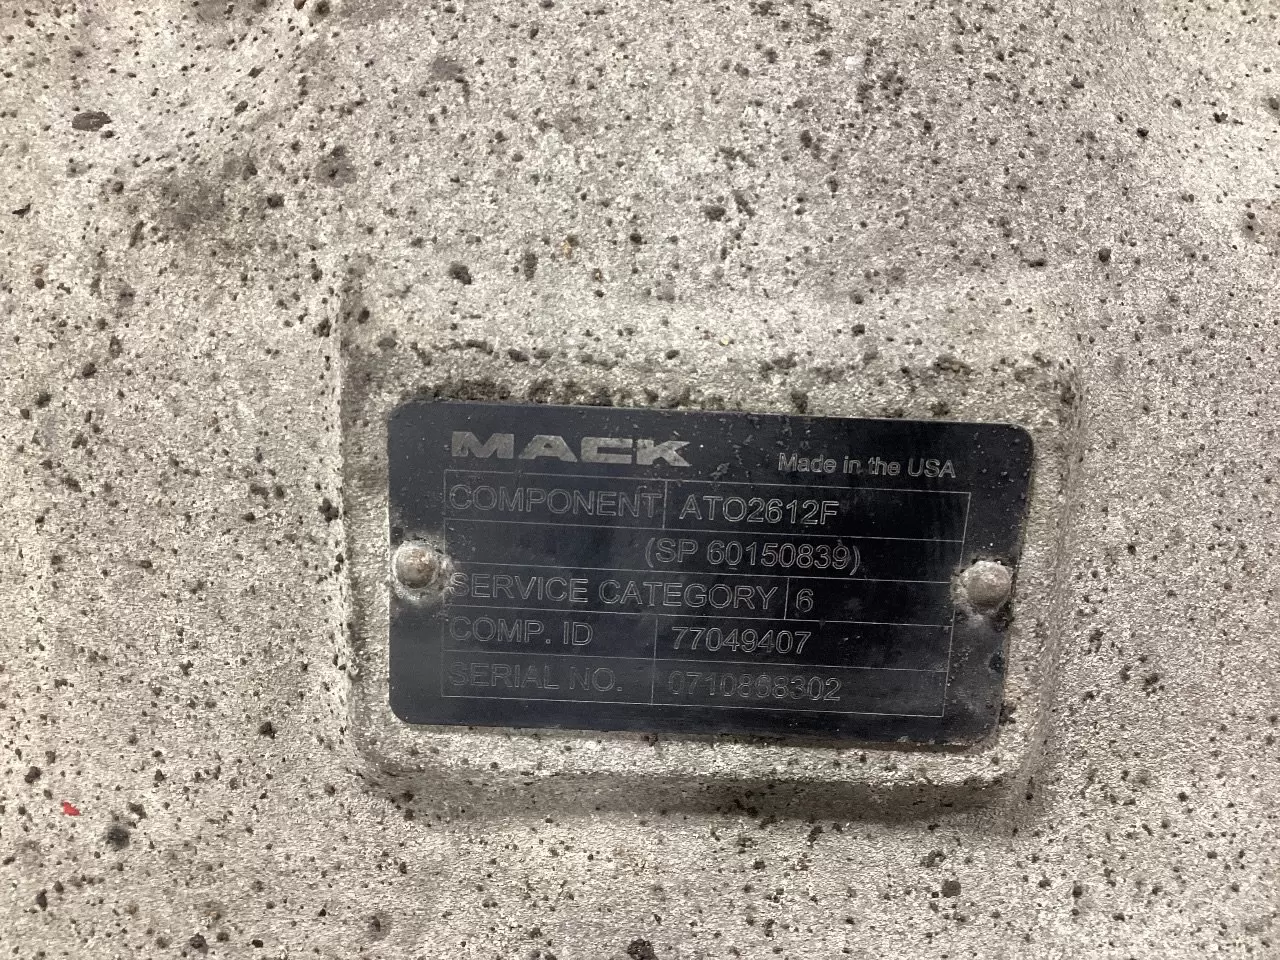 MACK
Made in the USA
COMPONENT ATO2612F
(SP 60150839)
SERVICE CATEGORY 6
COMP. ID 77049407
SERIAL NO. 0710868302